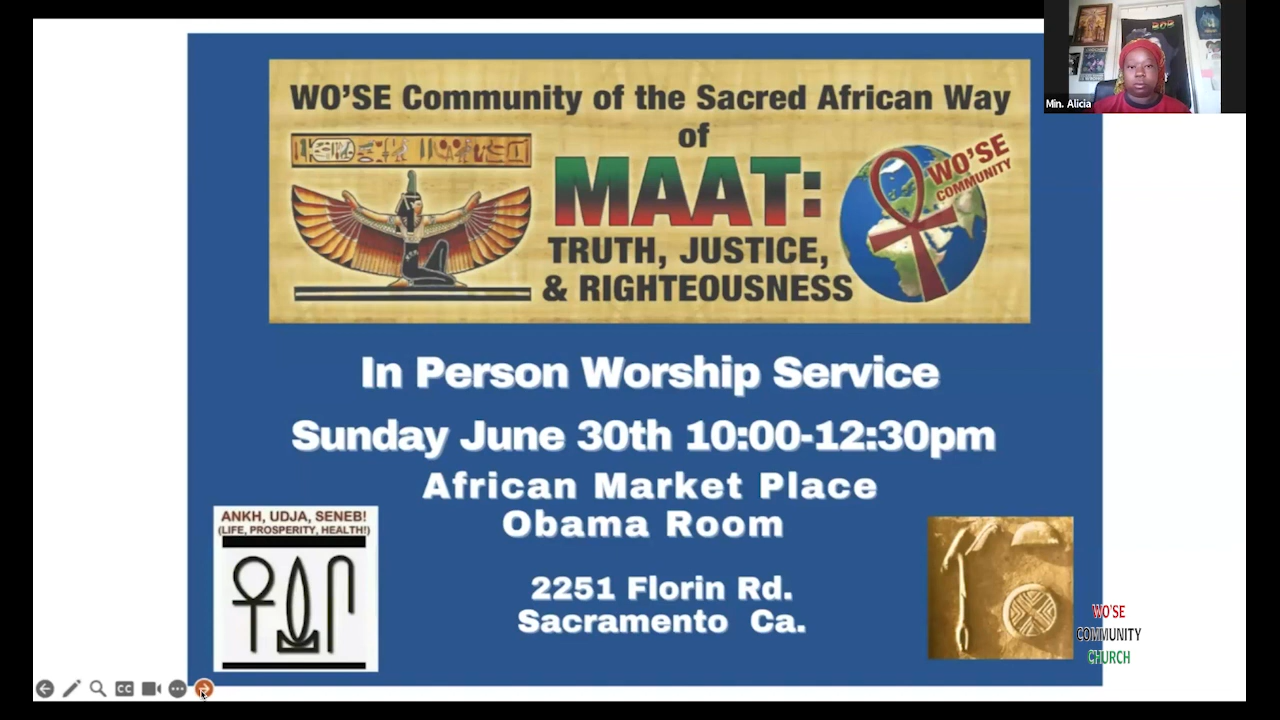 WO'SE Community of the Sacred African Way
of
MAAT:
TRUTH, JUSTICE,
& RIGHTEOUSNESS
WO'SE
COMMUNITY
In Person Worship Service
Sunday June 30th 10:00-12:30pm
African Market Place
Obama Room
2251 Florin Rd.
Sacramento Ca.
ANKH, UDJA, SENEB!
(LIFE, PROSPERITY, HEALTH!)
WO'SE
COMMUNITY
CHURCH
Min. Alicia
CC